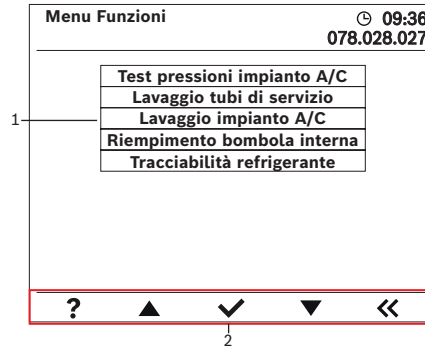 Menu Funzioni
09:36
078.028.027
Test pressioni impianto A/C
Lavaggio tubi di servizio
1
Lavaggio impianto A/C
Riempimento bombola interna
Tracciabilità refrigerante
?
2